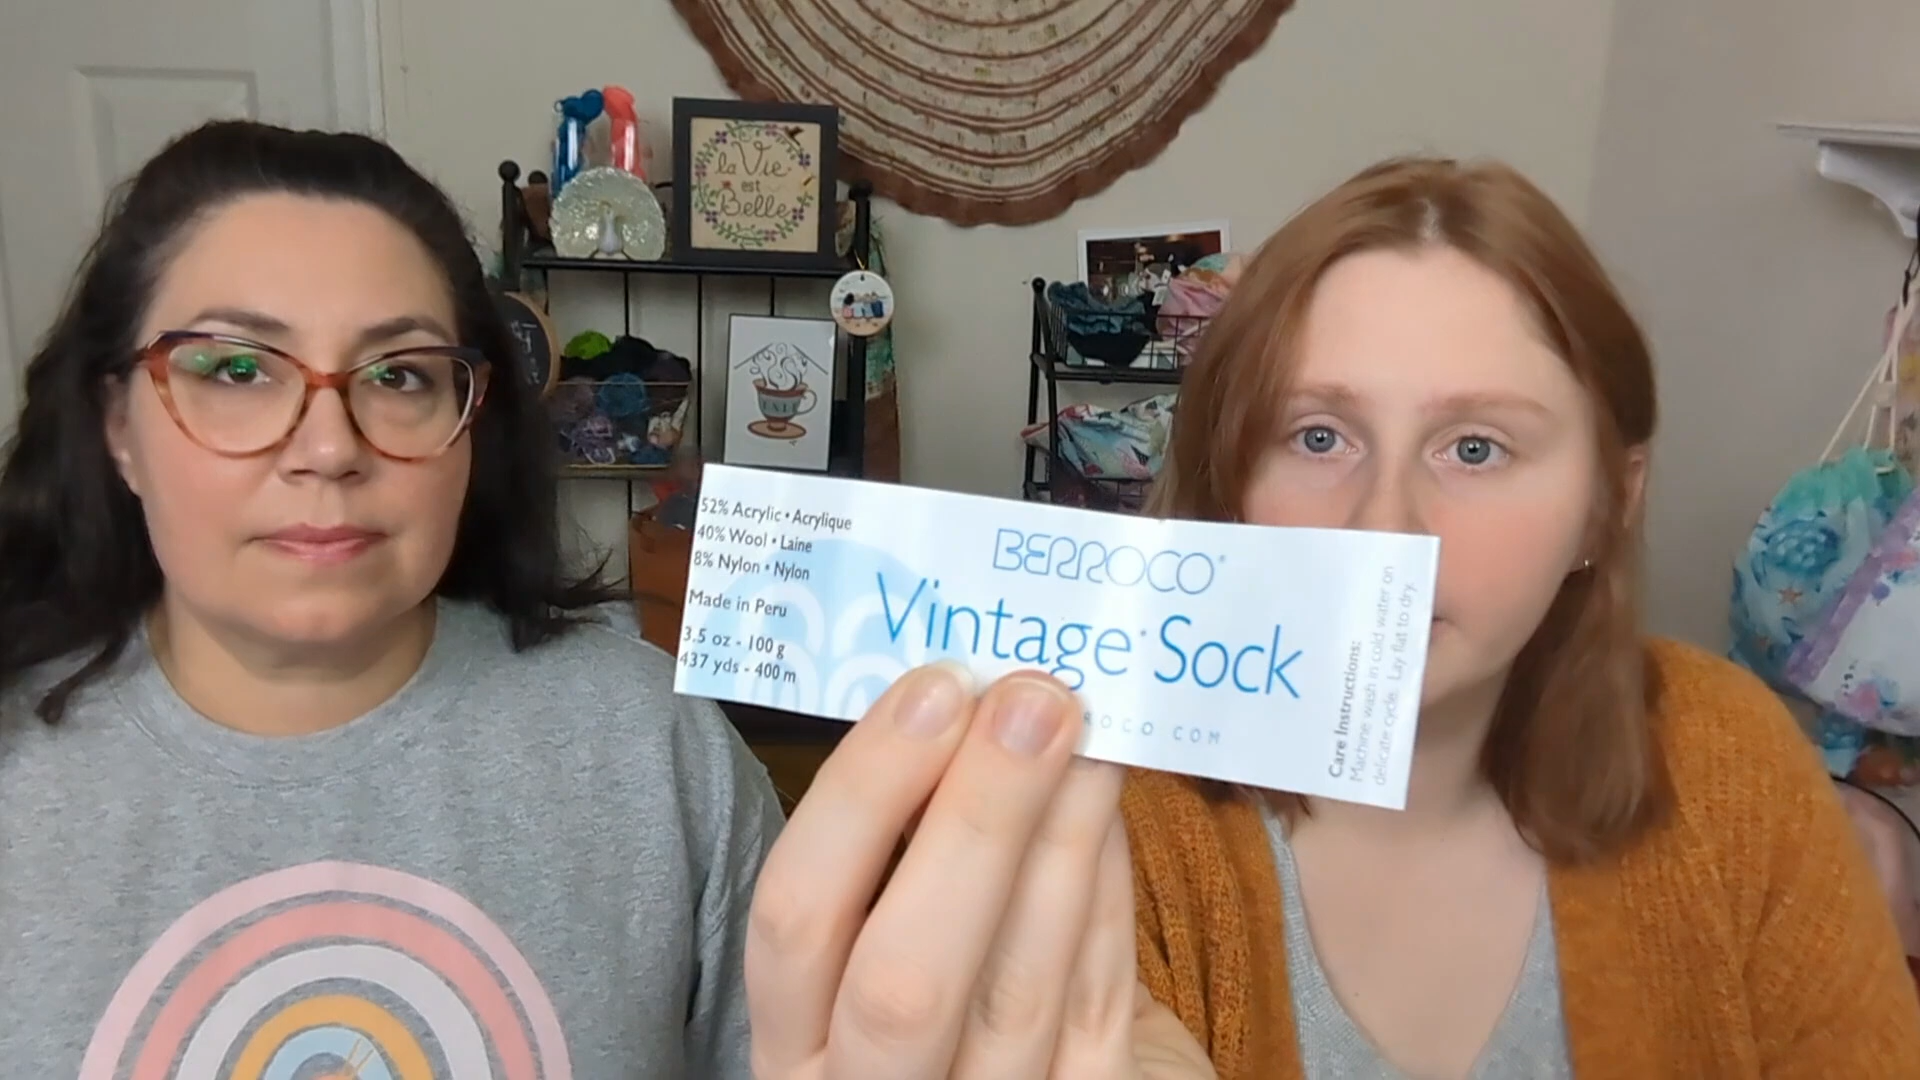 la Vie
est
Belle
52% Acrylic • Acrylique
40% Wool • Laine
8% Nylon • Nylon
Made in Peru
3.5 oz - 100 g
437 yds - 400 m
BERROCO®
Vintage® Sock
ROCO.COM
Care Instructions:
Machine wash in cold water on
delicate cycle. Lay flat to dry.